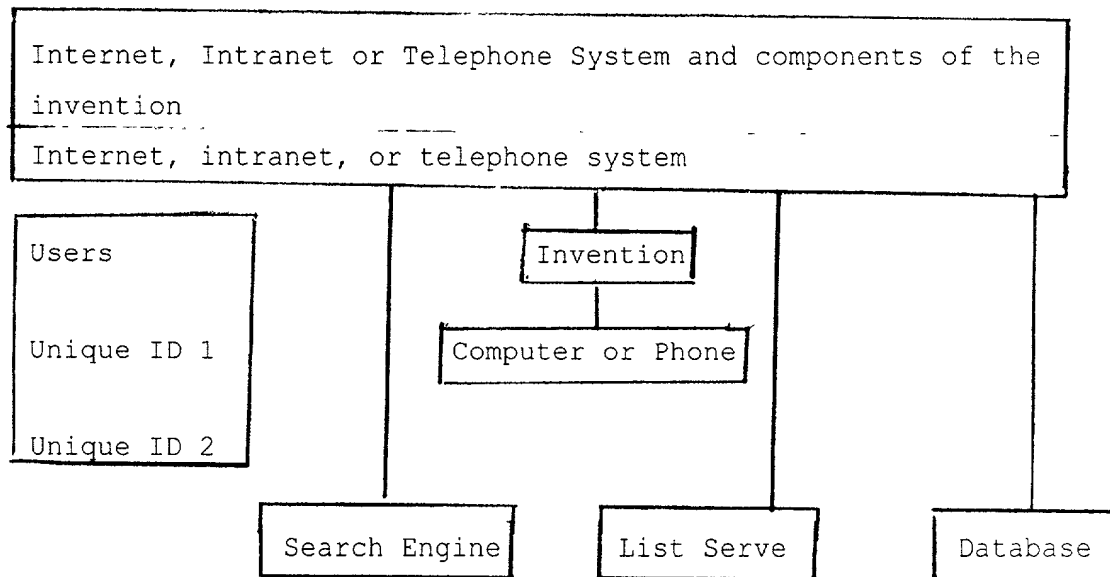 Internet, Intranet or Telephone System and components of the
invention
Internet, intranet, or telephone system
Users
Invention
Unique ID 1
Computer or Phone
Unique ID 2
Search Engine
List Serve
Database